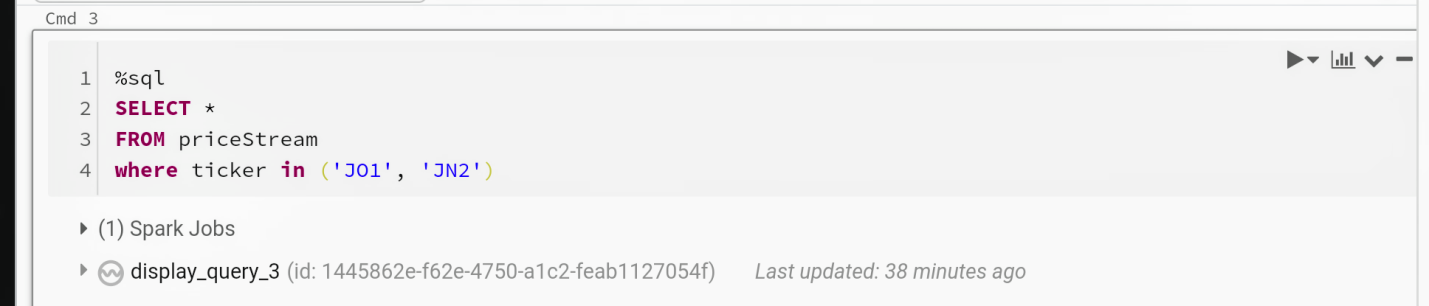 Cmd 3
1 %sql
2 SELECT *
3 FROM priceStream
4 where ticker in ('JO1', 'JN2')
(1) Spark Jobs
display_query_3 (id: 1445862e-f62e-4750-a1c2-feab1127054f) Last updated: 38 minutes ago